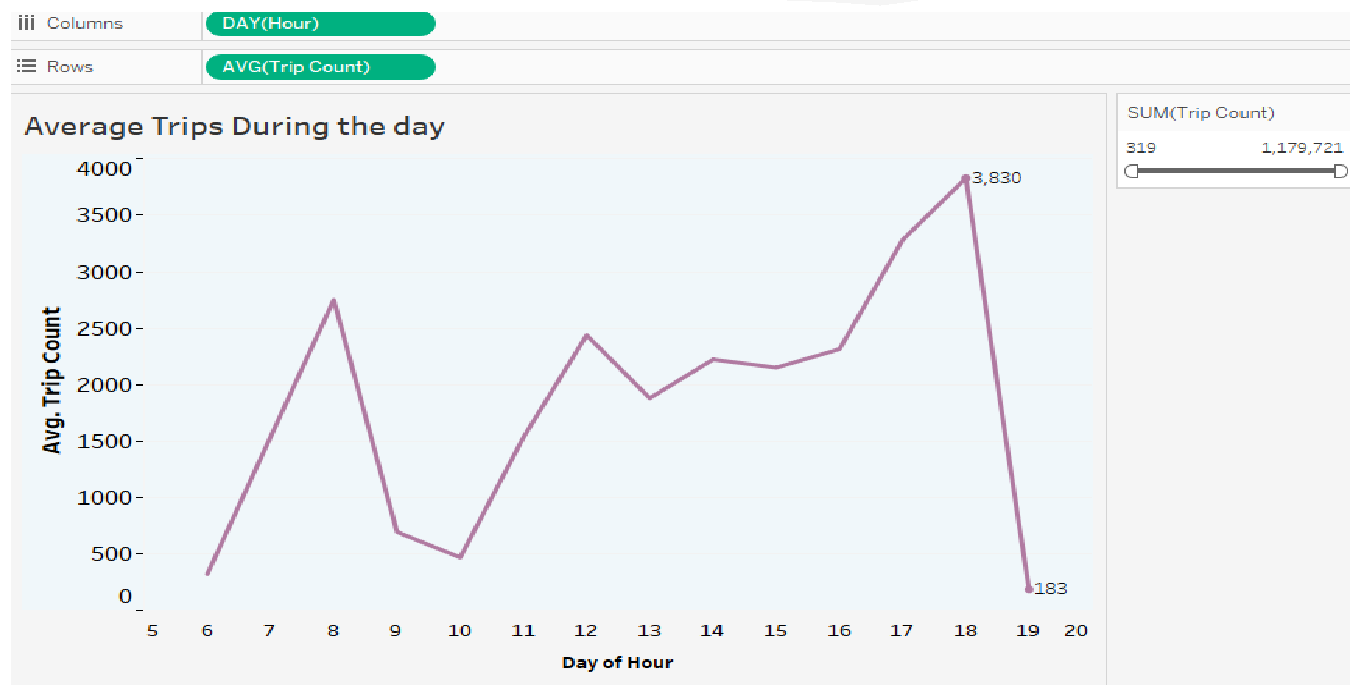 Columns DAY(Hour)
Rows AVG(Trip Count)
Average Trips During the day
SUM(Trip Count)
319 1,179,721
Avg. Trip Count
4000
3500
3000
2500
2000
1500
1000
500
0
3,830
183
5 6 7 8 9 10 11 12 13 14 15 16 17 18 19 20
Day of Hour